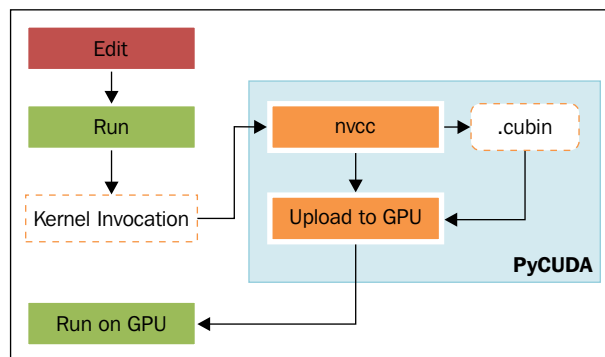 Edit
Run
Kernel Invocation
nvcc
.cubin
Upload to GPU
PyCUDA
Run on GPU